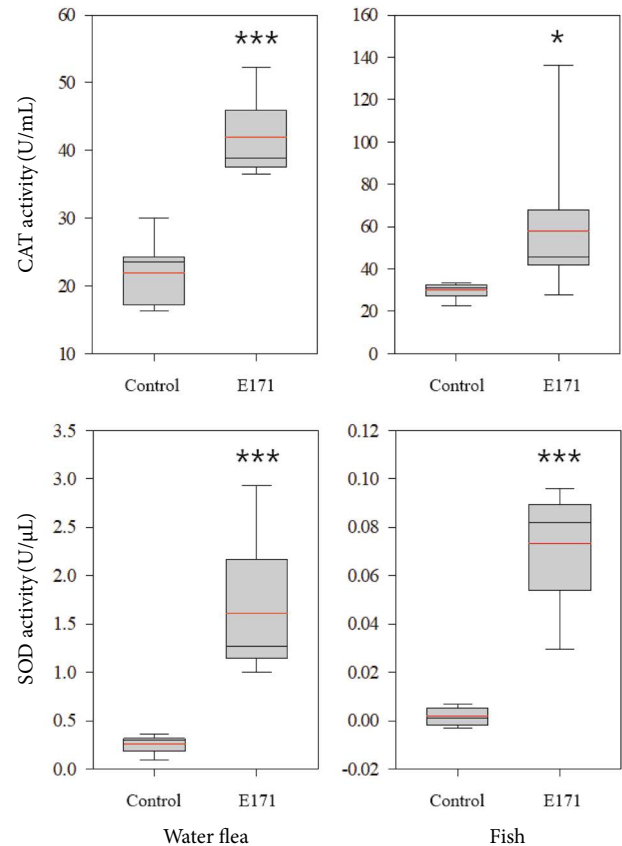 CAT activity (U/mL)
60
50
40
30
20
10
***
Control
E171
160
140
120
100
80
60
40
20
0
*
Control
E171
SOD activity (U/μL)
3.5
3.0
2.5
2.0
1.5
1.0
0.5
0.0
***
Control
E171
Water flea
0.12
0.10
0.08
0.06
0.04
0.02
0.00
-0.02
***
Control
E171
Fish